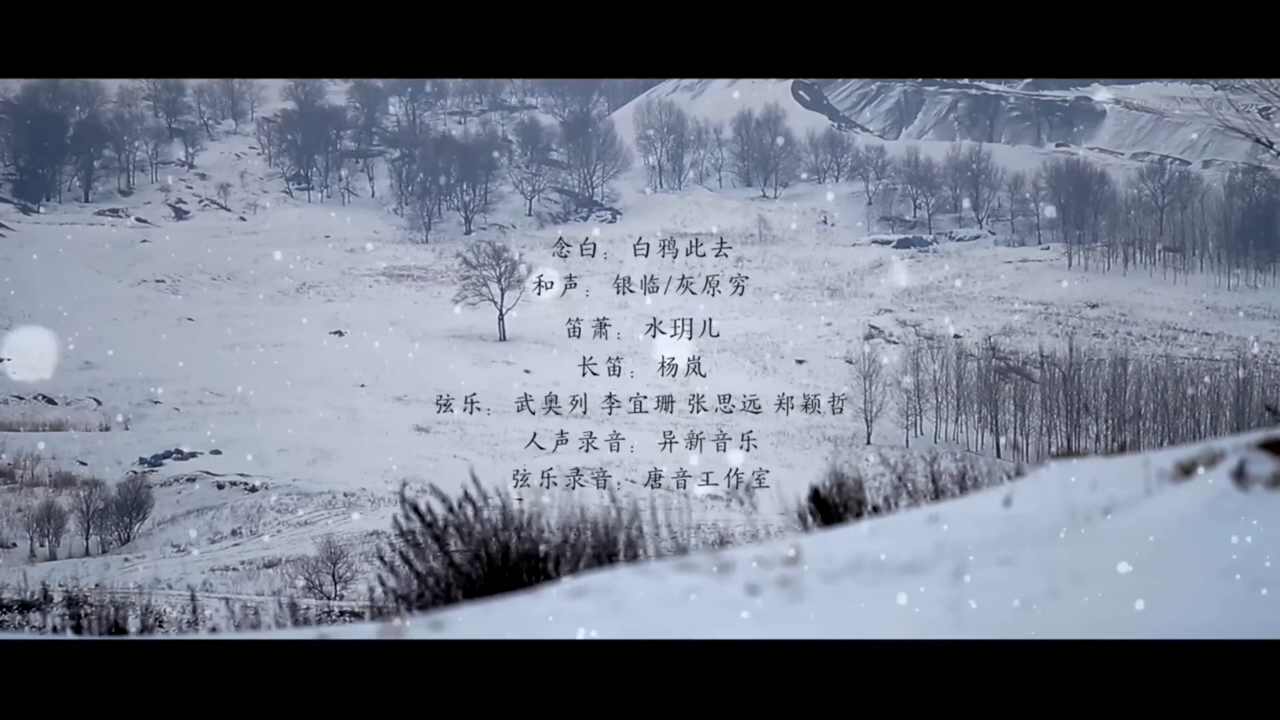 念白：白鸦此去
和声：银临/灰原穷
笛萧：水玥儿
长笛：杨岚
弦乐：武奥列 李宜珊 张思远 郑颖哲
人声录音：异新音乐
弦乐录音：唐音工作室